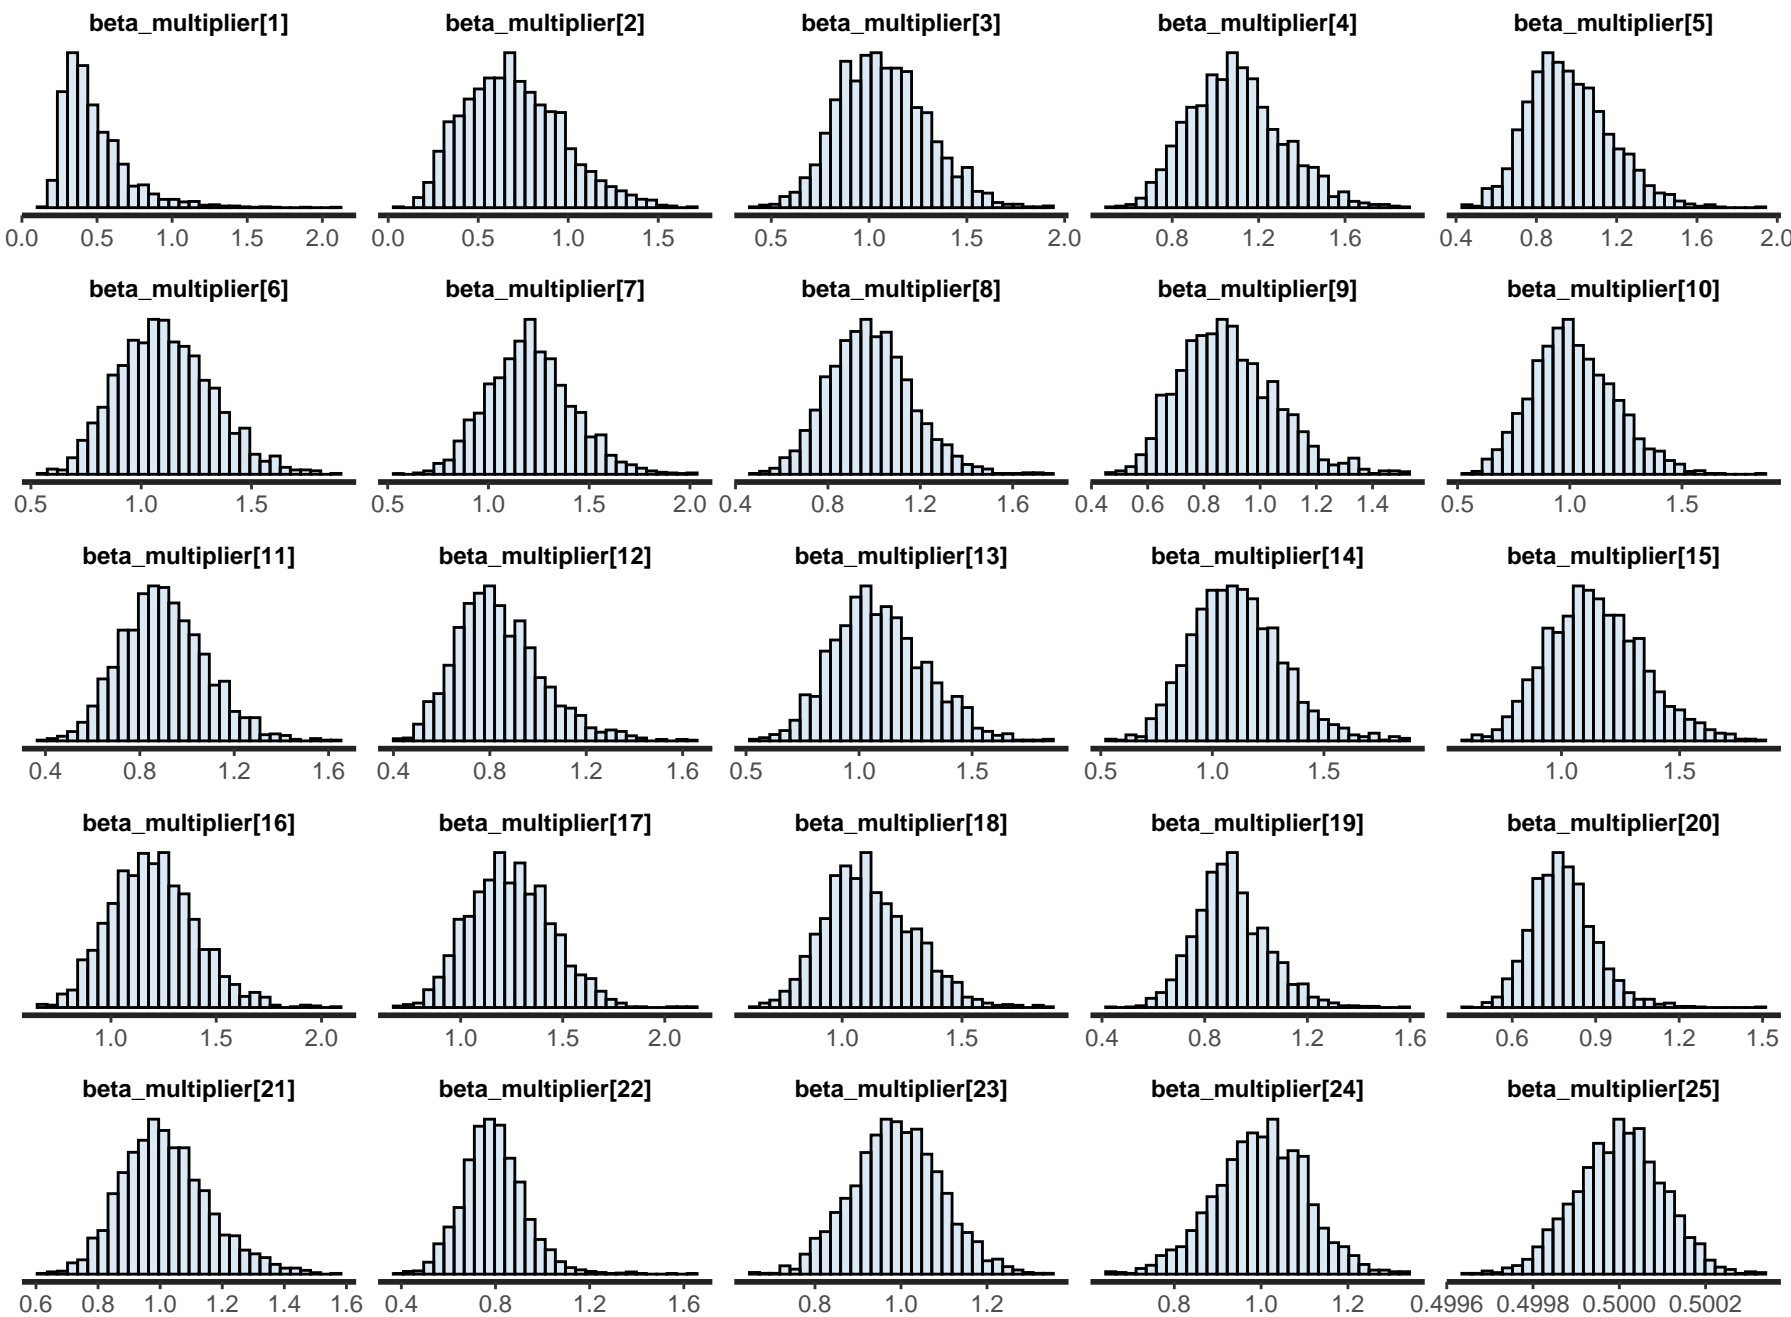 beta_multiplier[1] beta_multiplier[2] beta_multiplier[3] beta_multiplier[4] beta_multiplier[5]
0.0 0.5 1.0 1.5 2.0 0.0 0.5 1.0 1.5 0.5 1.0 1.5 2.0 0.8 1.2 1.6 0.4 0.8 1.2 1.6 2.0
beta_multiplier[6] beta_multiplier[7] beta_multiplier[8] beta_multiplier[9] beta_multiplier[10]
0.5 1.0 1.5 0.5 1.0 1.5 2.0 0.4 0.8 1.2 1.6 0.4 0.6 0.8 1.0 1.2 1.4 0.5 1.0 1.5
beta_multiplier[11] beta_multiplier[12] beta_multiplier[13] beta_multiplier[14] beta_multiplier[15]
0.4 0.8 1.2 1.6 0.4 0.8 1.2 1.6 0.5 1.0 1.5 0.5 1.0 1.5 1.0 1.5
beta_multiplier[16] beta_multiplier[17] beta_multiplier[18] beta_multiplier[19] beta_multiplier[20]
1.0 1.5 2.0 1.0 1.5 2.0 1.0 1.5 0.4 0.8 1.2 1.6 0.6 0.9 1.2 1.5
beta_multiplier[21] beta_multiplier[22] beta_multiplier[23] beta_multiplier[24] beta_multiplier[25]
0.6 0.8 1.0 1.2 1.4 1.6 0.4 0.8 1.2 1.6 0.8 1.0 1.2 0.8 1.0 1.2 0.4996 0.4998 0.5000 0.5002